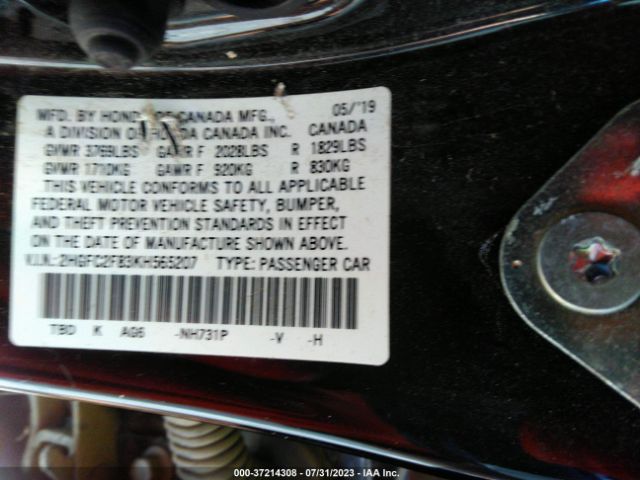 MFD. BY HONDA OF CANADA MFG., 05/'19
A DIVISION OF HONDA CANADA INC. CANADA
GVWR 3769LBS GAWR F 2028LBS R 1829LBS
GVWR 1710KG GAWR F 920KG R 830KG
THIS VEHICLE CONFORMS TO ALL APPLICABLE
FEDERAL MOTOR VEHICLE SAFETY, BUMPER,
AND THEFT PREVENTION STANDARDS IN EFFECT
ON THE DATE OF MANUFACTURE SHOWN ABOVE.
V.I.N.:2HGFC2F83KH565207 TYPE: PASSENGER CAR
TBD K AG6 -NH731P -V -H
000-37214308 - 07/31/2023 - IAA Inc.